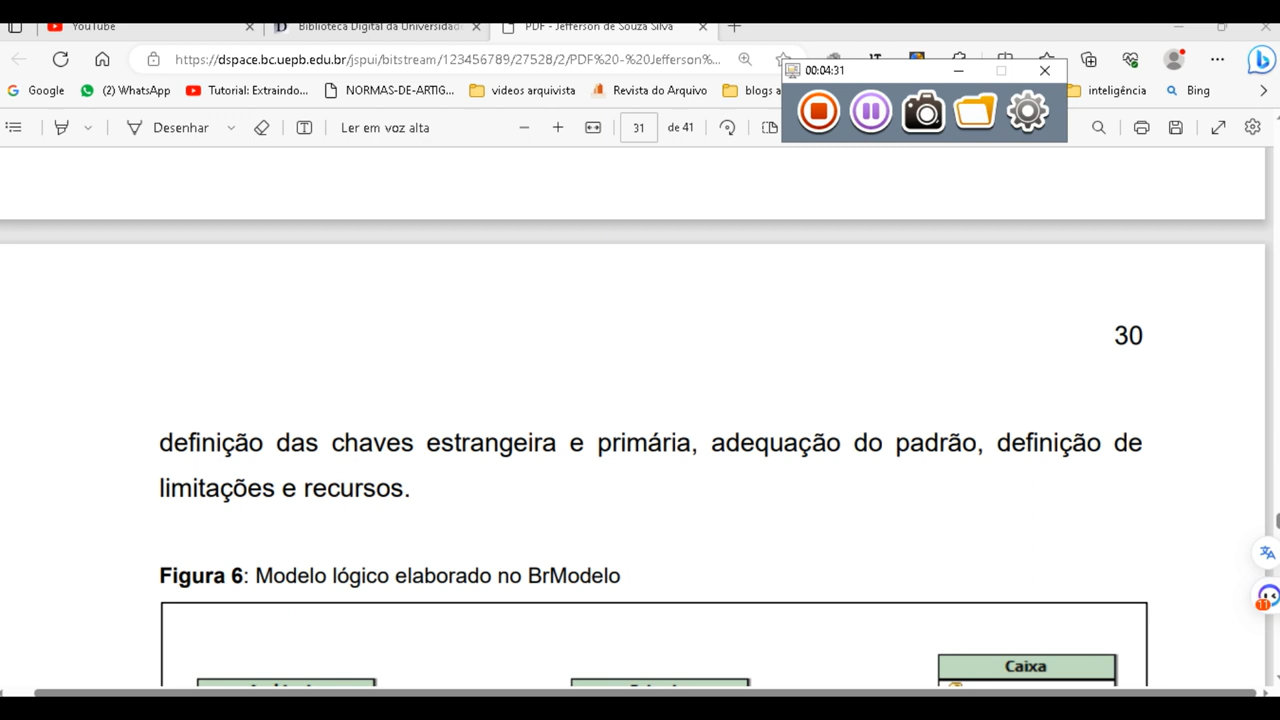 YouTube
Biblioteca Digital da Universidade
PDF - Jefferson de Souza Silva
https://dspace.bc.uepb.edu.br/jspui/bitstream/123456789/27528/2/PDF%20-%20Jefferson%...
00:04:31
Google
(2) WhatsApp
Tutorial: Extraindo...
NORMAS-DE-ARTIG...
videos arquivista
Revista do Arquivo
blogs a
inteligência
Bing
Desenhar
Ler em voz alta
31
de 41
30
definição das chaves estrangeira e primária, adequação do padrão, definição de
limitações e recursos.
Figura 6: Modelo lógico elaborado no BrModelo
Caixa
11